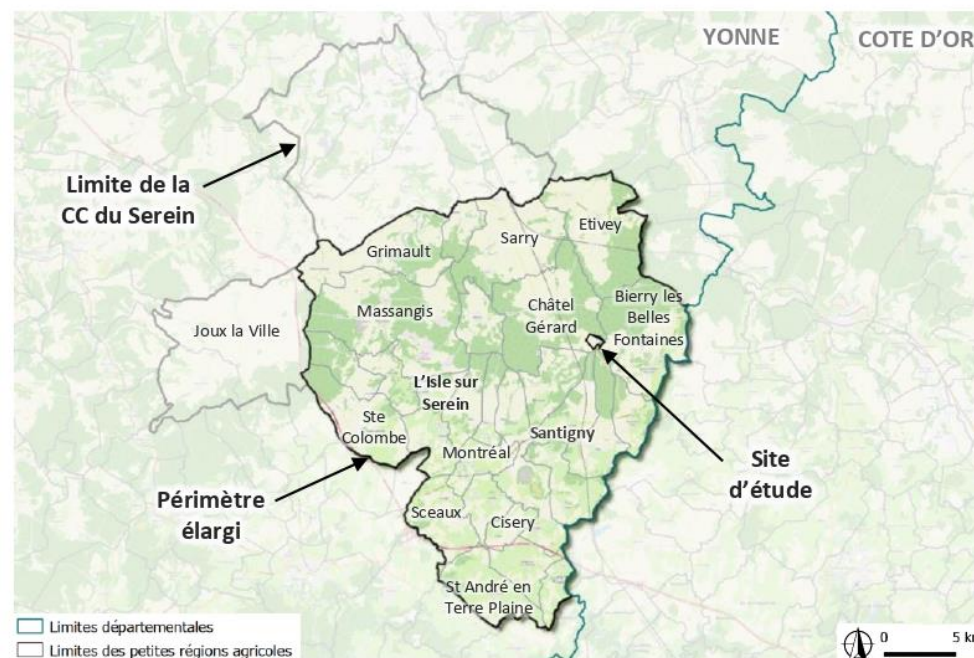 YONNE
COTE D'OR
Limite de la
CC du Serein
Grimault
Sarry
Etivey
Joux la Ville
Massangis
Châtel
Gérard
Bierry les
Belles
Fontaines
L'Isle sur
Serein
Ste
Colombe
Montréal
Santigny
Site
d'étude
Périmètre
élargi
Sceaux
Cisery
St André en
Terre Plaine
Limites départementales
Limites des petites régions agricoles
0 5 km